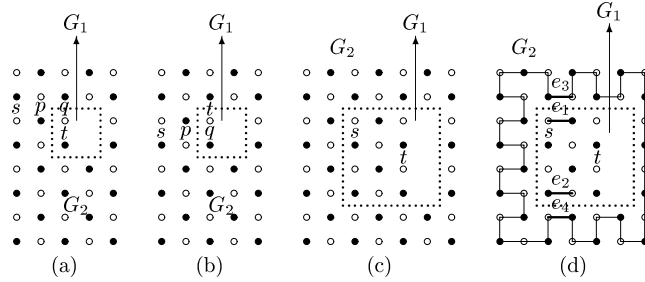 G₁ G₁ G₁ G₁
G₂ G₂
s p q t e₃
s p q t s t e₁ s t
G₂ G₂ e₂
e₄
(a) (b) (c) (d)